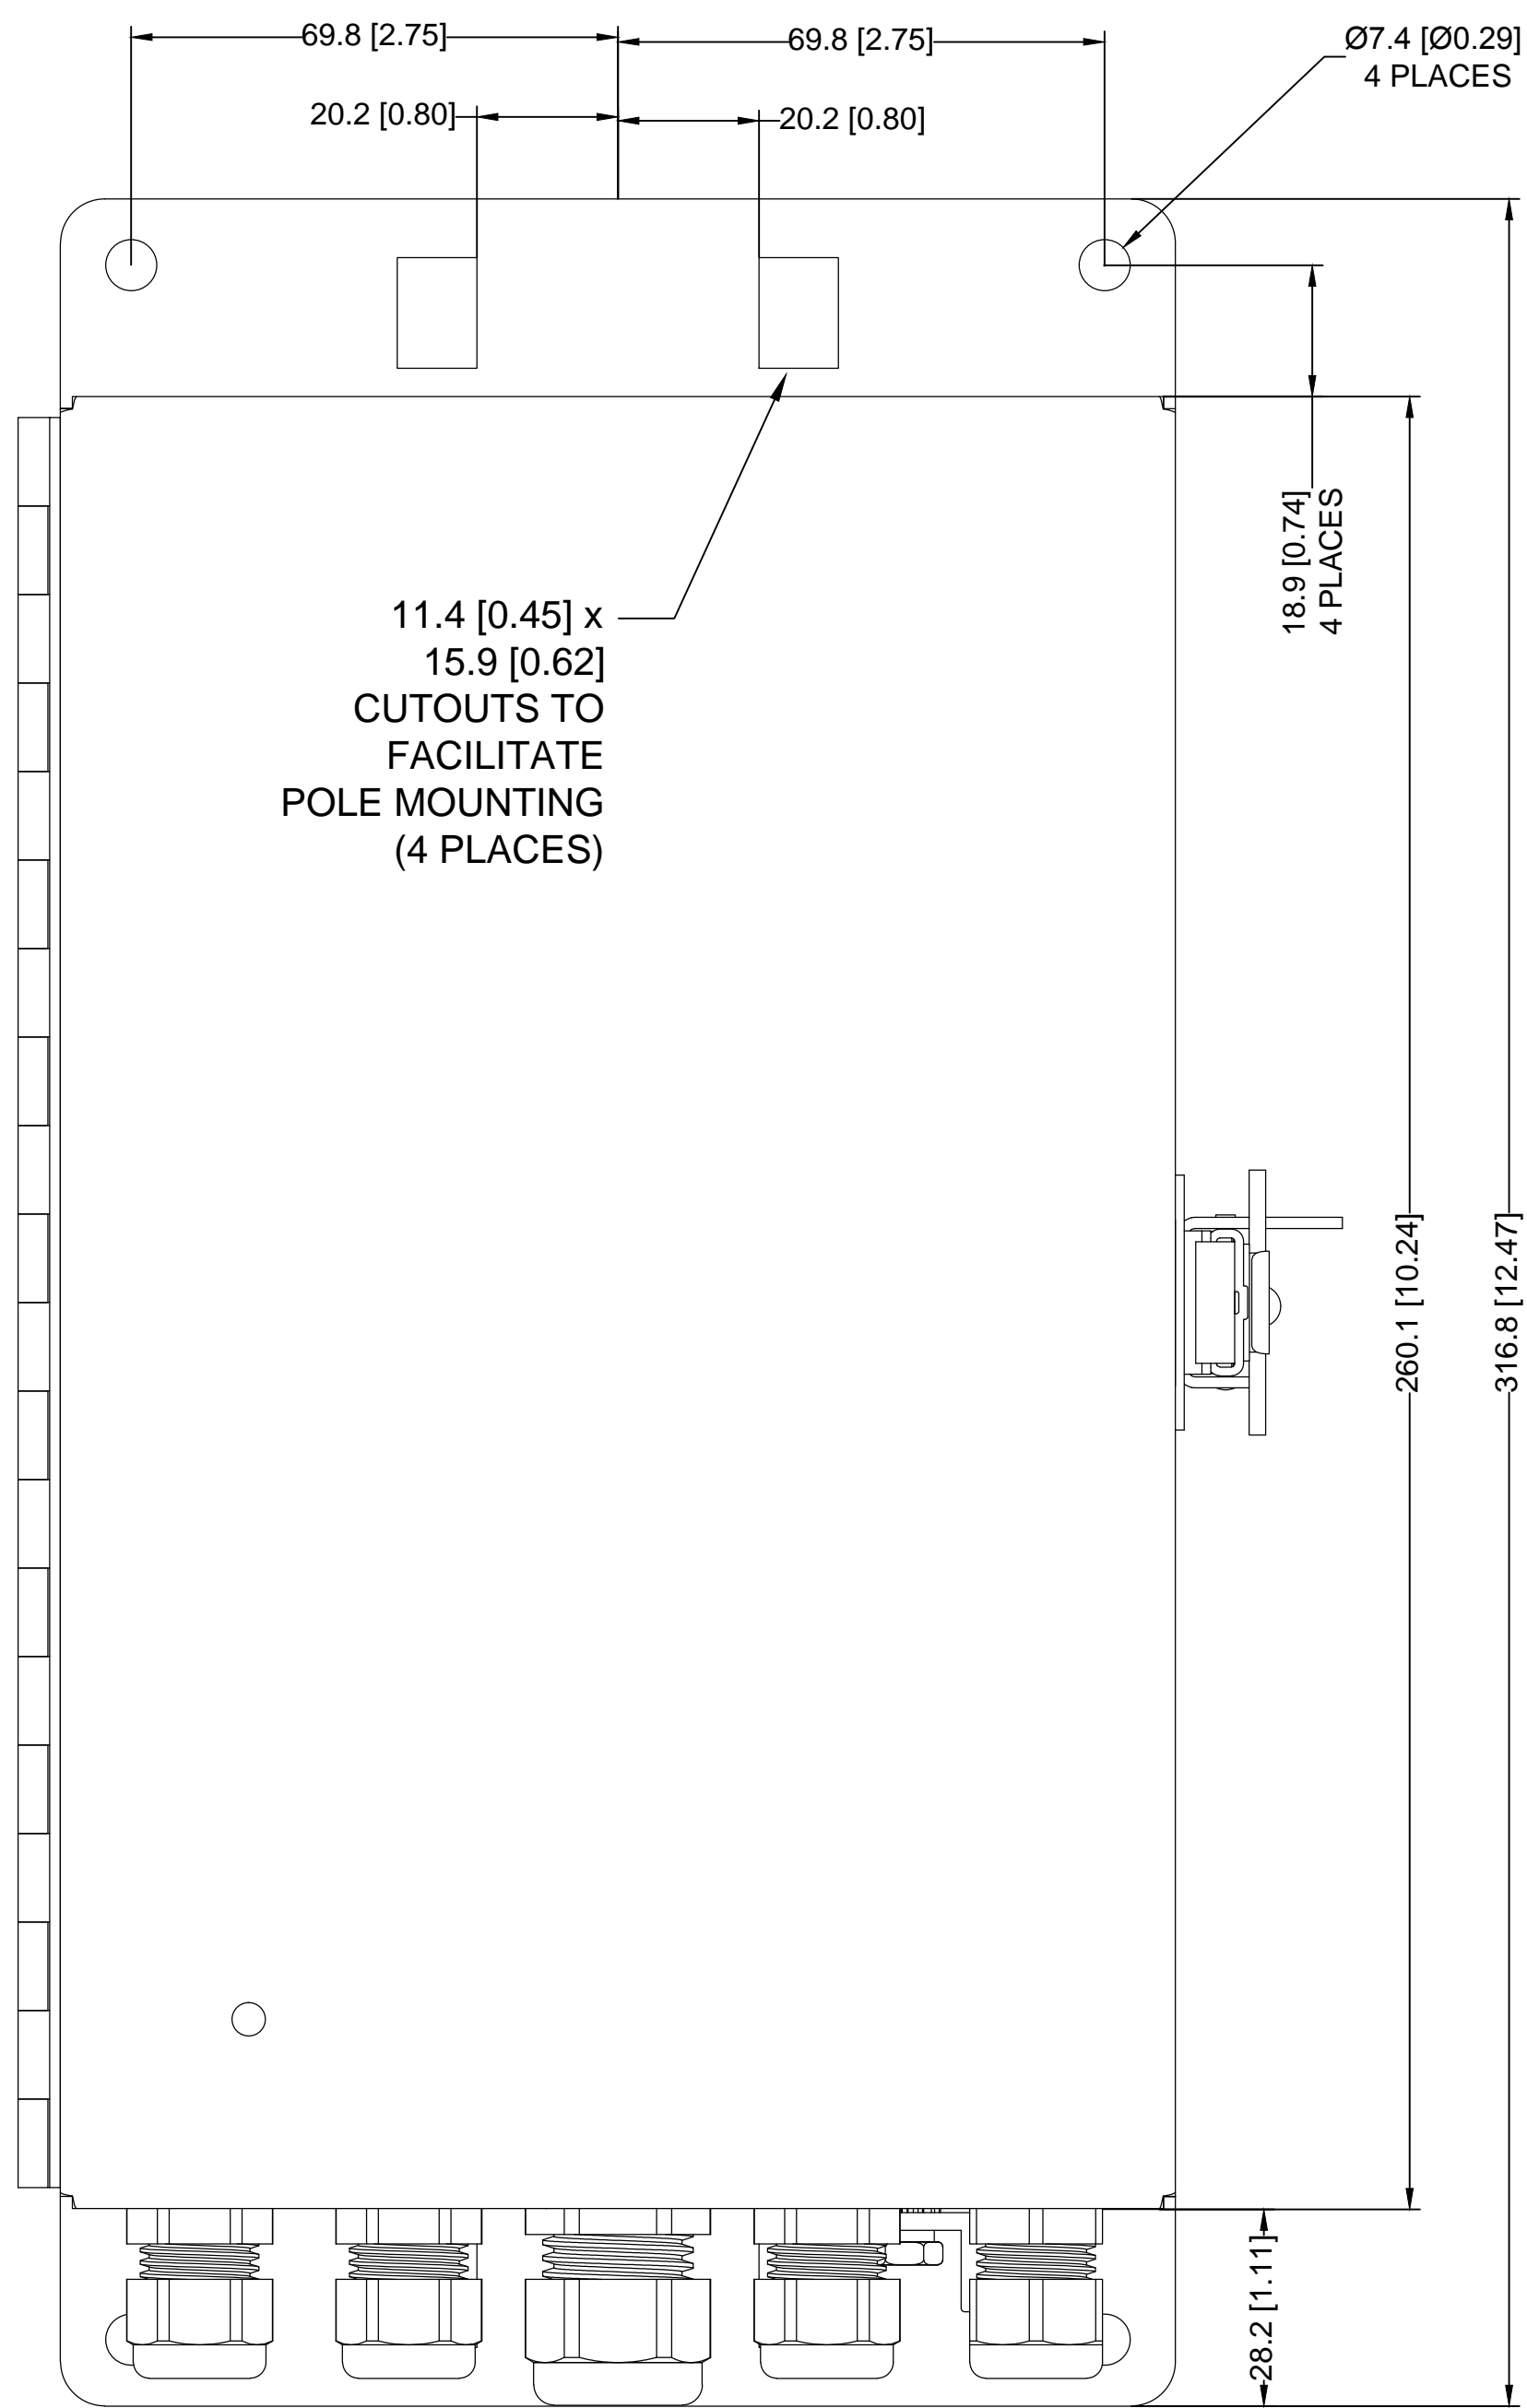 69.8 [2.75]
69.8 [2.75]
Ø7.4 [Ø0.29]
4 PLACES
20.2 [0.80]
20.2 [0.80]
18.9 [0.74]
4 PLACES
11.4 [0.45] x
15.9 [0.62]
CUTOUTS TO
FACILITATE
POLE MOUNTING
(4 PLACES)
260.1 [10.24]
316.8 [12.47]
28.2 [1.11]